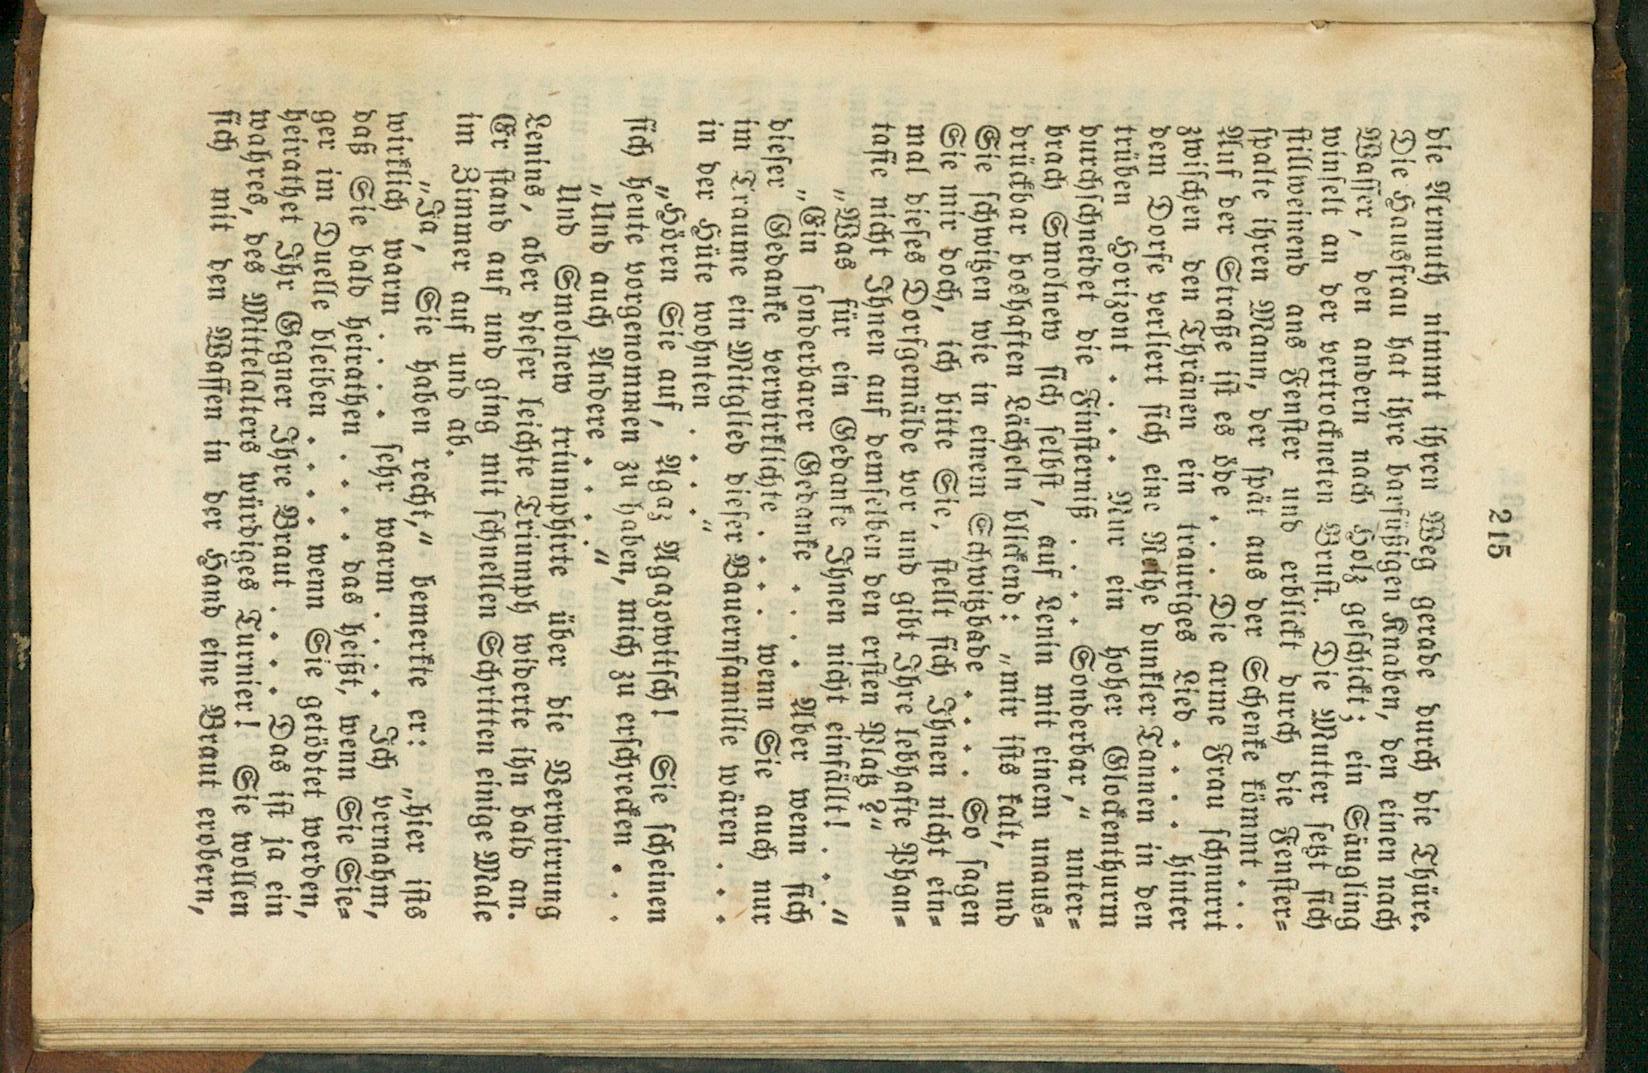 215
die Armuth nimmt ihren Weg gerade durch die Thüre.
Die Hausfrau hat ihre barfüßigen Knaben, den einen nach
Wasser, den andern nach Holz geschickt; ein Säugling
winselt an der vertrockneten Brust. Die Mutter setzt sich
stillweinend ans Fenster und erblickt durch die Fenster-
spalte ihren Mann, der spät aus der Schenke kömmt . . .
Auf der Straße ist es öde . . . Die arme Frau schnurrt
zwischen den Thränen ein trauriges Lied . . . . hinter
dem Dorfe verliert sich eine Reihe dunkler Tannen in den
trüben Horizont . . . . Nur ein hoher Glockenthurm
durchschneidet die Finsterniß . . . . Sonderbar,“ unter-
brach Smolnew sich selbst, auf Lenin mit einem unaus-
drückbar boshaften Lächeln blickend: „mir ists kalt, und
Sie schwitzen wie in einem Schwitzbade . . . . So sagen
Sie mir doch, ich bitte Sie, stellt sich Ihnen nicht ein-
mal dieses Dorfgemälde vor und gibt Ihre lebhafte Phan-
tasie nicht Ihnen auf demselben den ersten Platz?“
„Was für ein Gedanke Ihnen nicht einfällt! . . .“
„Ein sonderbarer Gedanke . . . . Aber wenn sich
dieser Gedanke verwirklichte . . . . wenn Sie auch nur
im Traume ein Mitglied dieser Bauernfamilie wären . . .
in der Hüte wohnten . . . .“
„Hören Sie auf, Agaz Agazowitsch! Sie scheinen
sich heute vorgenommen zu haben, mich zu erschrecken . . .
„Und auch Andere . . . .“
Und Smolnew triumphirte über die Verwirrung
Lenins, aber dieser leichte Triumph widerte ihn bald an.
Er stand auf und ging mit schnellen Schritten einige Male
im Zimmer auf und ab.
„Ja, Sie haben recht,“ bemerkte er: „hier ists
wirklich warm . . . . sehr warm . . . . Ich vernahm,
daß Sie bald heirathen . . . . das heißt, wenn Sie Sie-
ger im Duelle bleiben . . . . wenn Sie getödtet werden,
heirathet Ihr Gegner Ihre Braut . . . . Das ist ja ein
wahres, des Mittelalters würdiges Turnier! Sie wollen
sich mit den Waffen in der Hand eine Braut erobern,